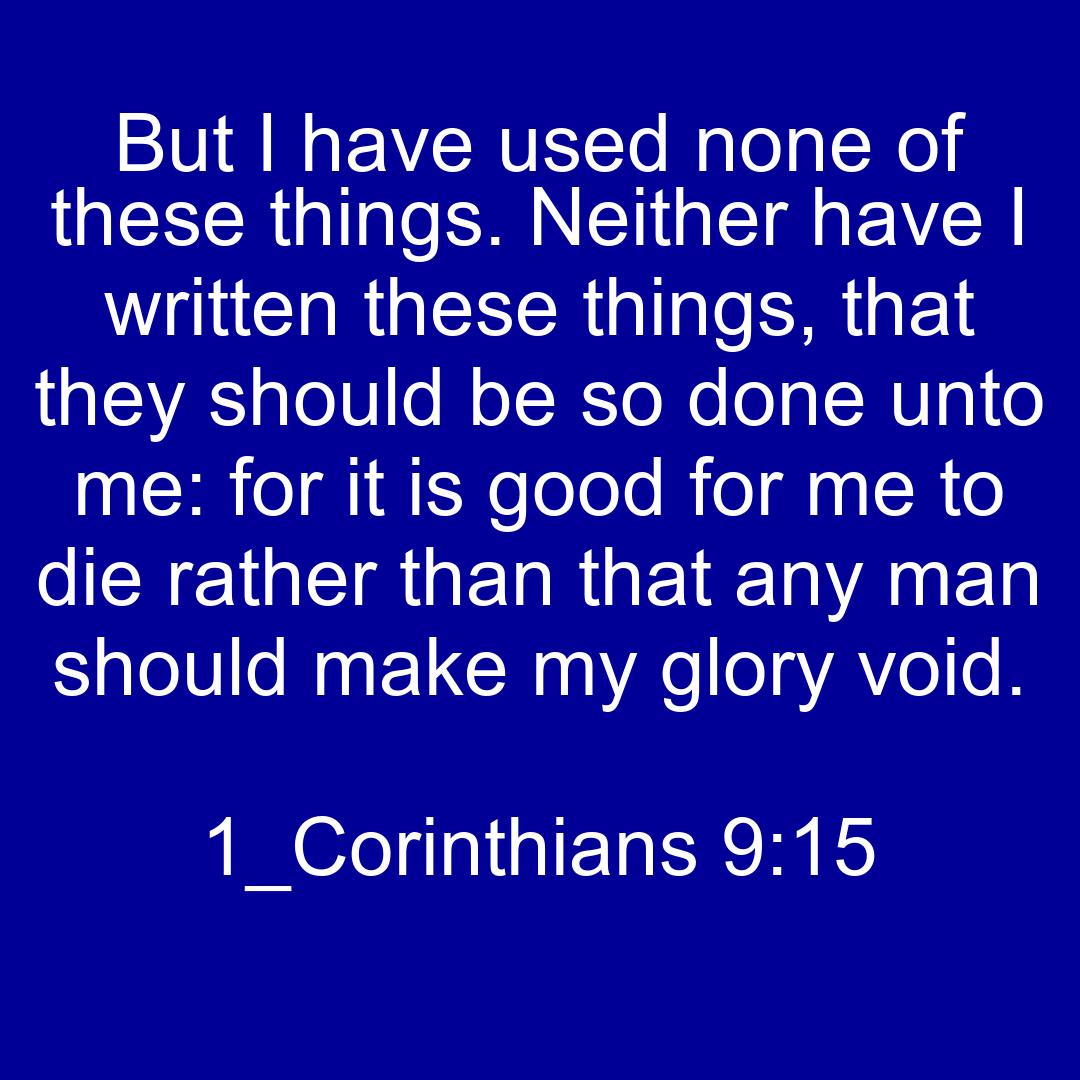 But I have used none of
these things. Neither have I
written these things, that
they should be so done unto
me: for it is good for me to
die rather than that any man
should make my glory void.
1_Corinthians 9:15